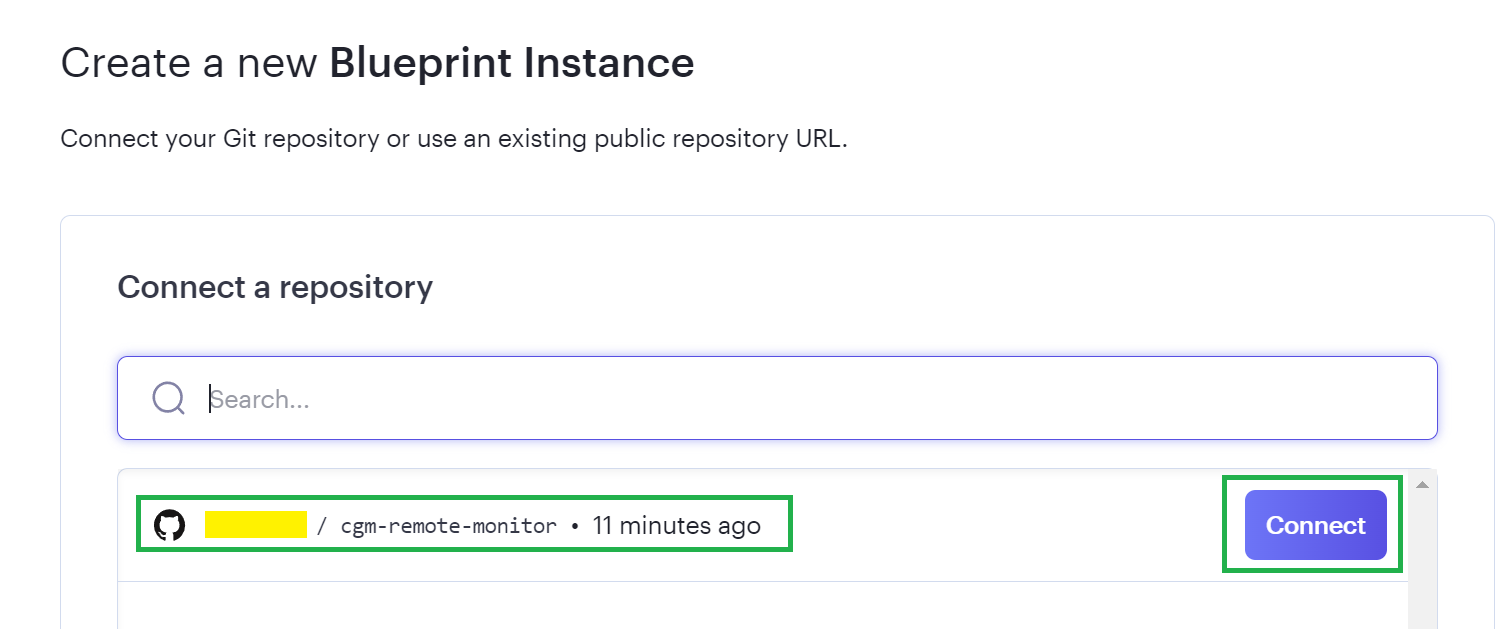 Create a new Blueprint Instance
Connect your Git repository or use an existing public repository URL.
Connect a repository
Search...
/ cgm-remote-monitor • 11 minutes ago
Connect